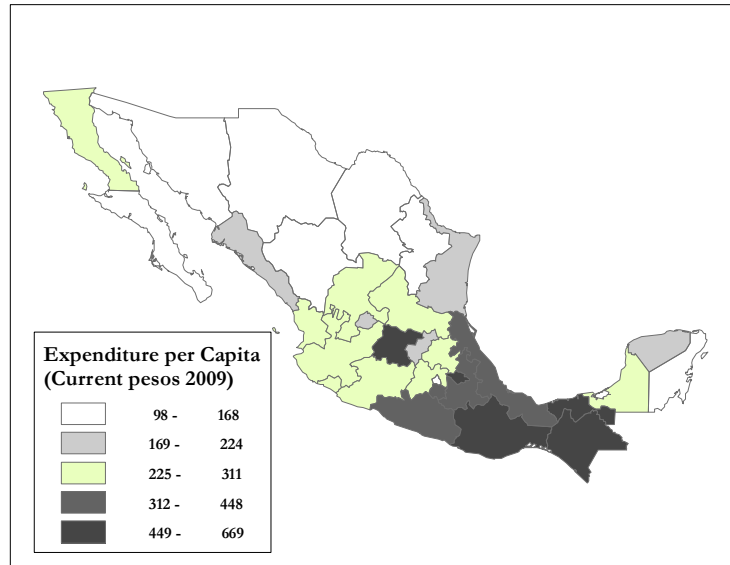 Expenditure per Capita
(Current pesos 2009)
98 - 168
169 - 224
225 - 311
312 - 448
449 - 669